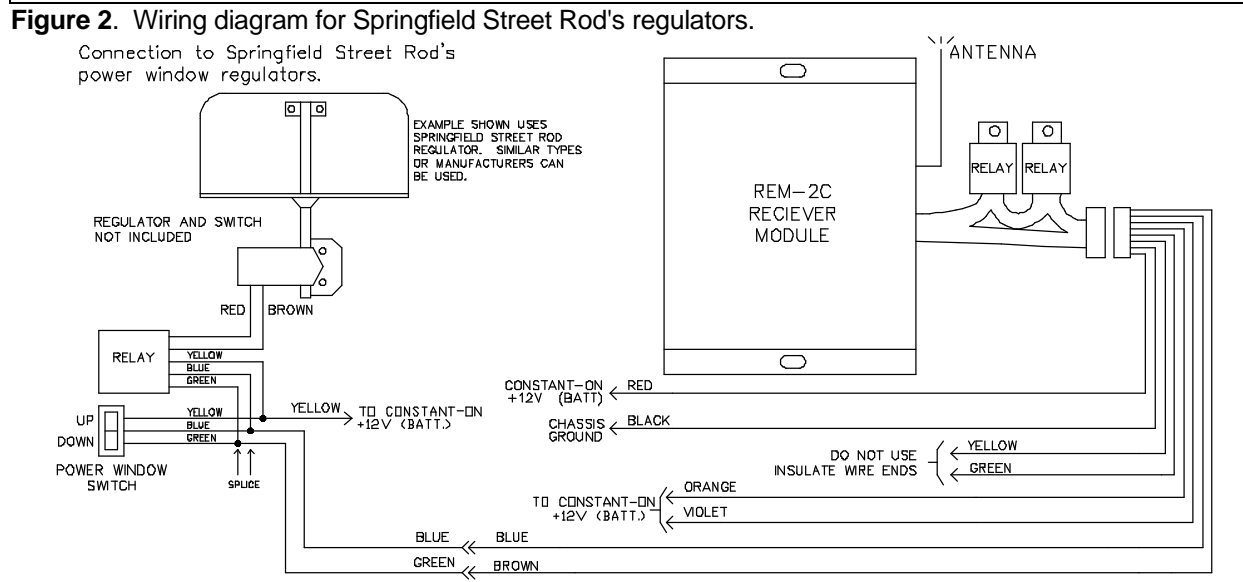 Figure 2. Wiring diagram for Springfield Street Rod's regulators.
Connection to Springfield Street Rod's
power window regulators.
EXAMPLE SHOWN USES
SPRINGFIELD STREET ROD
REGULATOR. SIMILAR TYPES
OR MANUFACTURERS CAN
BE USED.
REGULATOR AND SWITCH
NOT INCLUDED
RED BROWN
RELAY
YELLOW
BLUE
GREEN
UP
DOWN
YELLOW
BLUE
GREEN
POWER WINDOW
SWITCH
SPLICE
YELLOW
TO CONSTANT-ON
+12V (BATT.)
ANTENNA
REM-2C
RECIEVER
MODULE
RELAY
RELAY
CONSTANT-ON
+12V (BATT)
RED
CHASSIS
GROUND
BLACK
DO NOT USE
INSULATE WIRE ENDS
YELLOW
GREEN
TO CONSTANT-ON
+12V (BATT.)
ORANGE
VIOLET
BLUE BLUE
GREEN BROWN